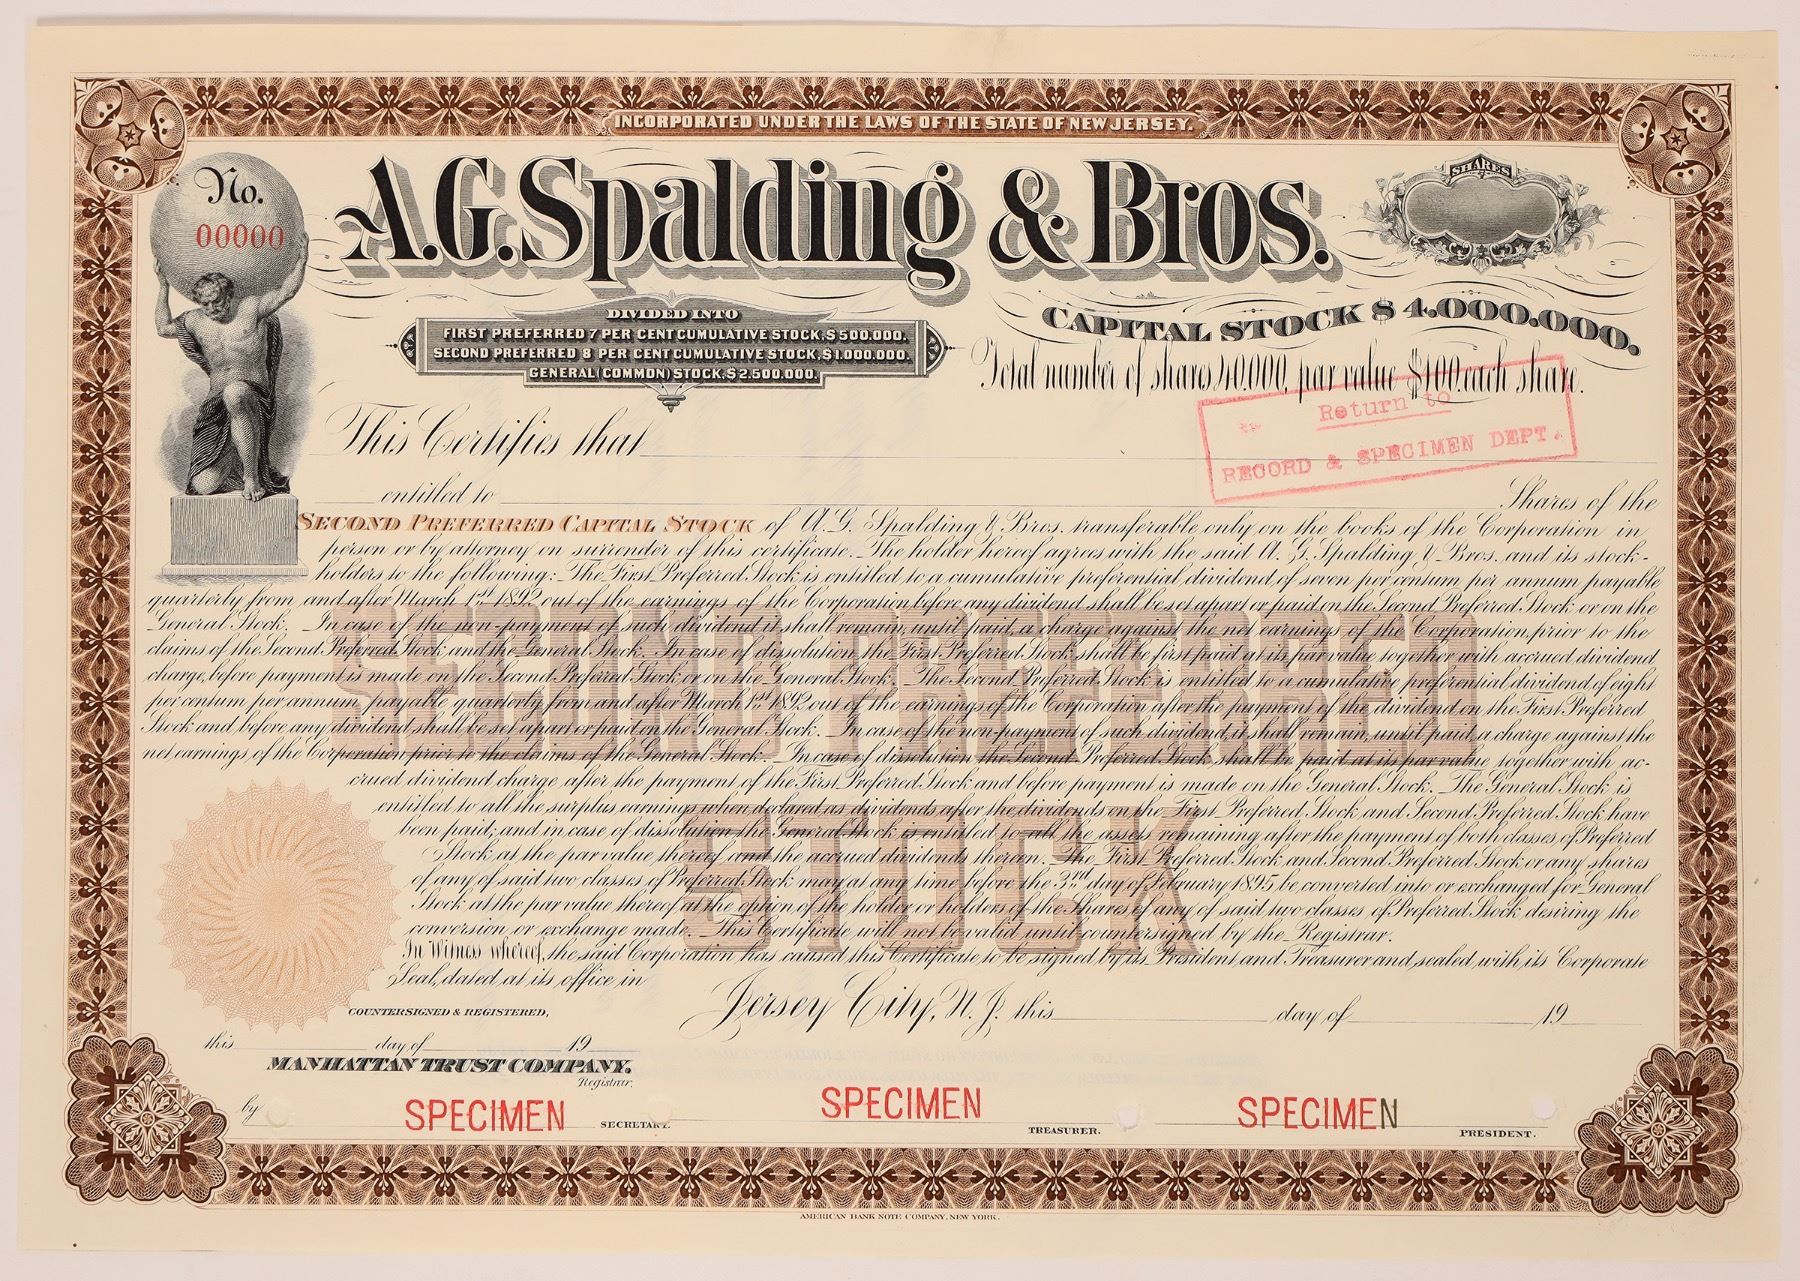 INCORPORATED UNDER THE LAWS OF THE STATE OF NEW JERSEY.
No.
00000
A.G. Spalding & Bros.
SHARES
CAPITAL STOCK $4,000,000.
DIVIDED INTO
FIRST PREFERRED 7 PER CENT CUMULATIVE STOCK, $500,000.
SECOND PREFERRED 8 PER CENT CUMULATIVE STOCK, $1,000,000.
GENERAL (COMMON) STOCK, $2,500,000.
Total number of shares 40,000, par value $100. each share.
Return to
RECORD & SPECIMEN DEPT.
This Certifies that
entitled to Shares of the
SECOND PREFERRED CAPITAL STOCK of A. G. Spalding & Bros. transferable only on the books of the Corporation in
person or by attorney on surrender of this certificate. The holder hereof agrees with the said A. G. Spalding & Bros. and its stock-
holders to the following: The First Preferred Stock is entitled to a cumulative preferential dividend of seven per centum per annum payable
quarterly from and after March 1st 1892 out of the earnings of the Corporation before any dividend shall be set apart or paid on the Second Preferred Stock or on the
General Stock. In case of the non-payment of such dividend it shall remain, until paid, a charge against the net earnings of the Corporation, prior to the
claims of the Second Preferred Stock and the General Stock. In case of dissolution the First Preferred Stock shall be first paid at its par value together with accrued dividend
charge, before payment is made on the Second Preferred Stock or on the General Stock. The Second Preferred Stock is entitled to a cumulative preferential dividend of eight
per centum per annum payable quarterly from and after March 1st 1892 out of the earnings of the Corporation after the payment of the dividend on the First Preferred
Stock and before any dividend shall be set apart or paid on the General Stock. In case of the non-payment of such dividend, it shall remain, until paid, a charge against the
net earnings of the Corporation prior to the claims of the General Stock. In case of dissolution the Second Preferred Stock, shall be paid at its par value together with ac-
crued dividend charge after the payment of the First Preferred Stock and before payment is made on the General Stock. The General Stock is
entitled to all the surplus earnings when declared as dividends after the dividends on the First Preferred Stock and Second Preferred Stock have
been paid; and in case of dissolution the General Stock is entitled to all the assets remaining after the payment of both classes of Preferred
Stock at the par value thereof and the accrued dividends thereon. The First Preferred Stock and Second Preferred Stock, or any shares
of any of said two classes of Preferred Stock may at any time before the 3rd day of February 1895 be converted into or exchanged for General
Stock at the par value thereof at the option of the holder or holders of the Shares of any of said two classes of Preferred Stock desiring the
conversion or exchange made. This Certificate will not be valid until countersigned by the Registrar.
In Witness whereof, the said Corporation has caused this Certificate to be signed by its President, and Treasurer, and sealed with its Corporate
Seal, dated at its office in
SECOND PREFERRED
STOCK
Jersey City, N. J. this day of 19
COUNTERSIGNED & REGISTERED,
this day of 19
MANHATTAN TRUST COMPANY.
Registrar.
by SPECIMEN SECRETARY.
SPECIMEN TREASURER.
SPECIMEN PRESIDENT.
AMERICAN BANK NOTE COMPANY, NEW YORK.